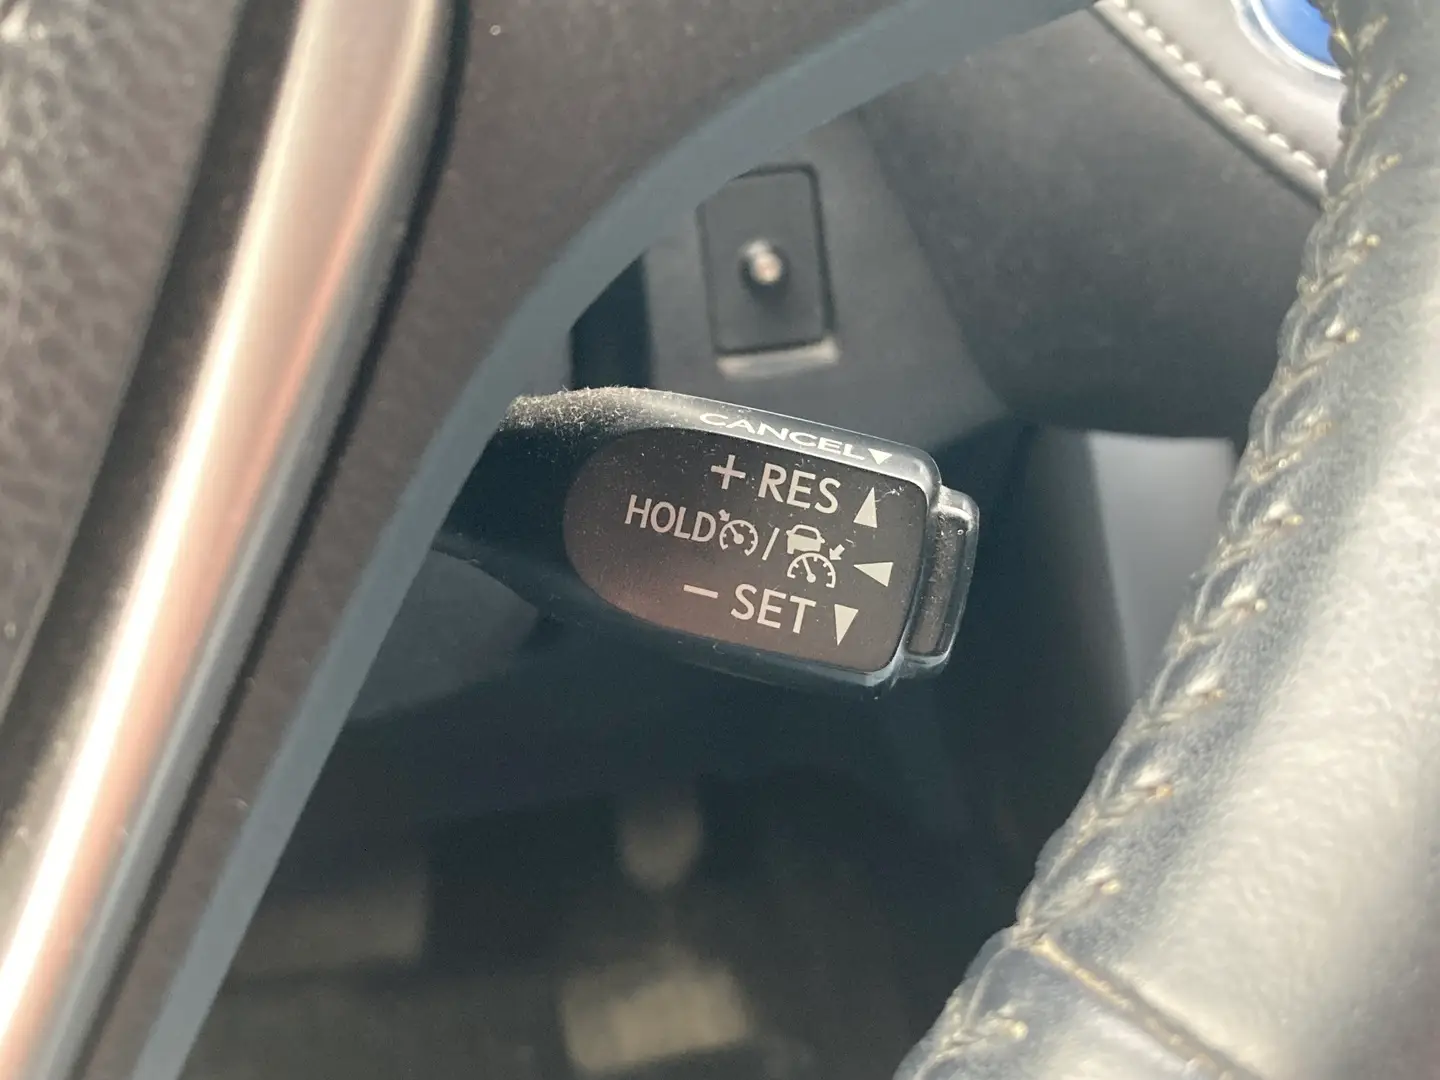 CANCEL▼
+ RES ▲
HOLD / ◀
− SET ▼